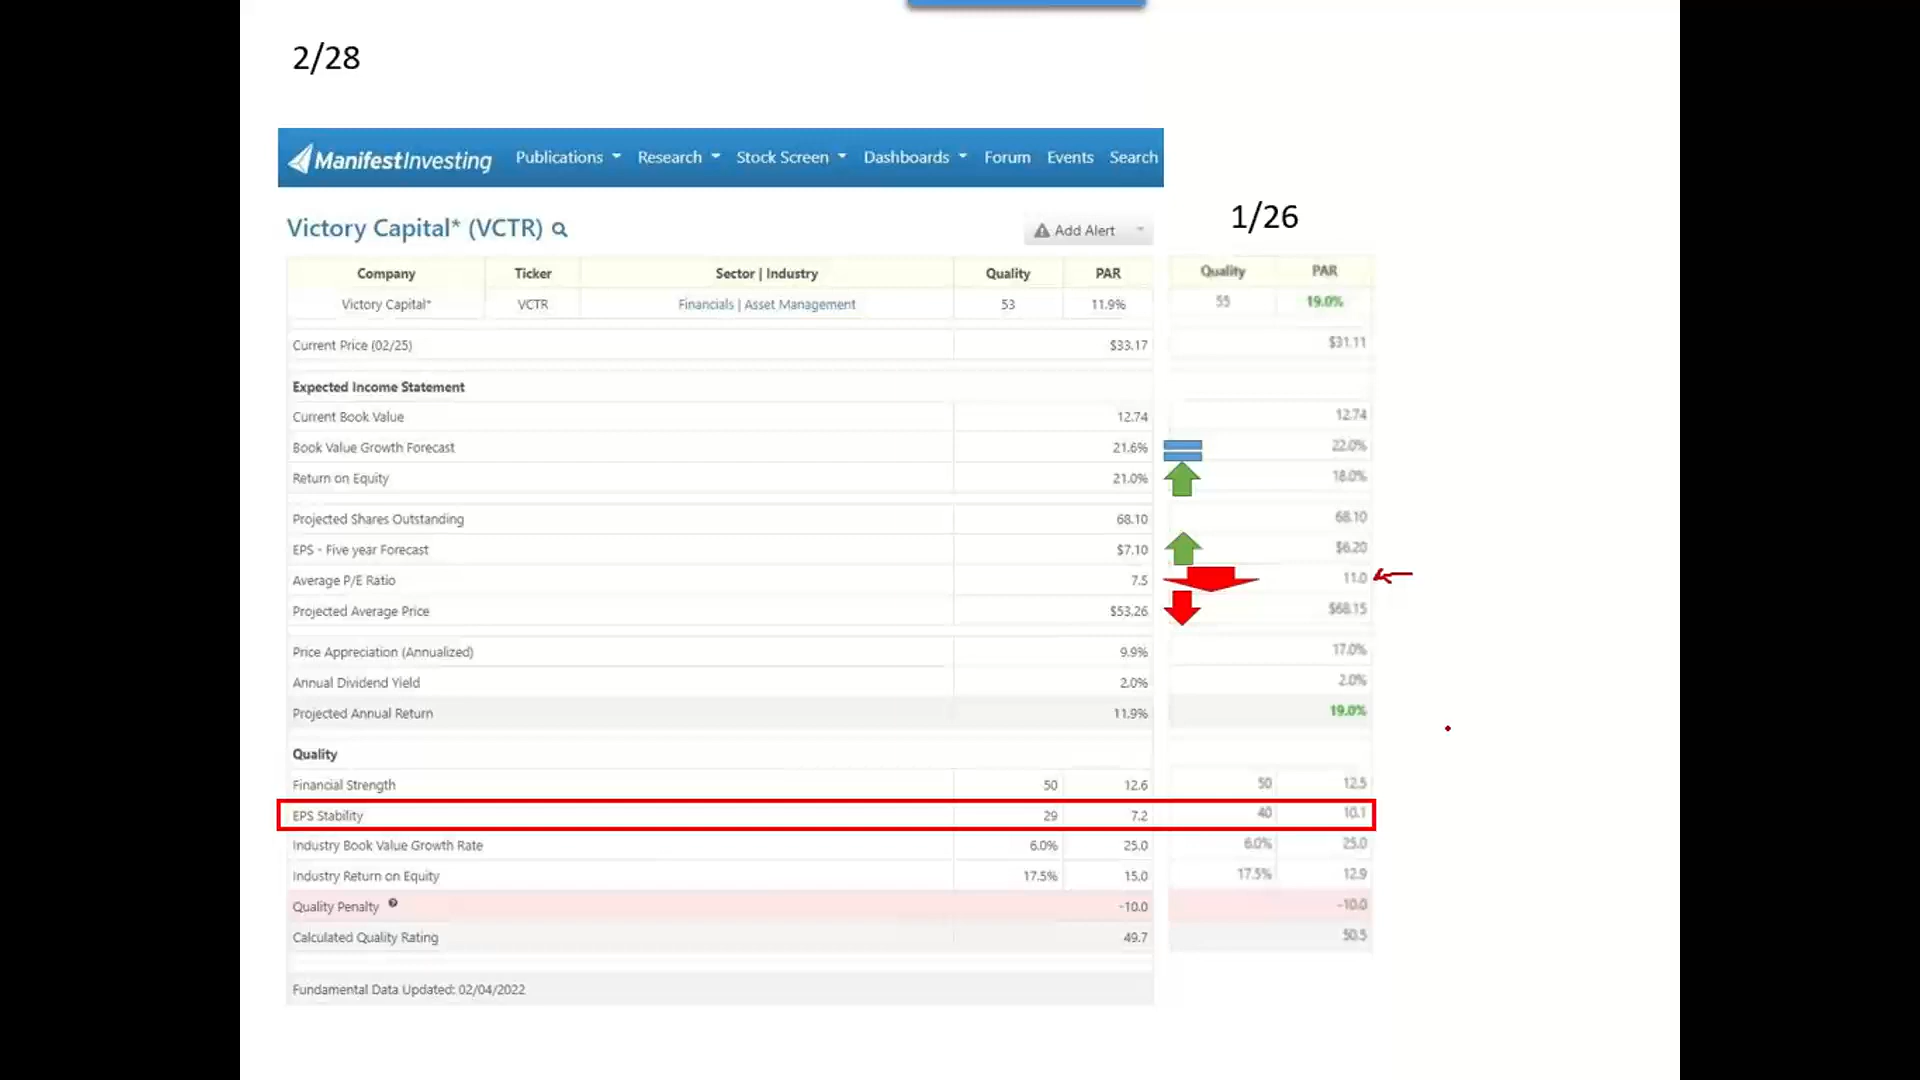 2/28
ManifestInvesting Publications Research Stock Screen Dashboards Forum Events Search
1/26
Victory Capital* (VCTR) Add Alert
Company Ticker Sector | Industry Quality PAR Quality PAR
Victory Capital* VCTR Financials | Asset Management 53 11.9% 55 19.0%
Current Price (02/25) $33.17 $31.11
Expected Income Statement
Current Book Value 12.74 12.74
Book Value Growth Forecast 21.6% 22.0%
Return on Equity 21.0% 18.0%
Projected Shares Outstanding 68.10 68.10
EPS - Five year Forecast $7.10 $6.20
Average P/E Ratio 7.5 11.0
Projected Average Price $53.26 $68.15
Price Appreciation (Annualized) 9.9% 17.0%
Annual Dividend Yield 2.0% 2.0%
Projected Annual Return 11.9% 19.0%
Quality
Financial Strength 50 12.6 50 12.5
EPS Stability 29 7.2 40 10.1
Industry Book Value Growth Rate 6.0% 25.0 6.0% 25.0
Industry Return on Equity 17.5% 15.0 17.5% 12.9
Quality Penalty -10.0 -10.0
Calculated Quality Rating 49.7 50.5
Fundamental Data Updated: 02/04/2022